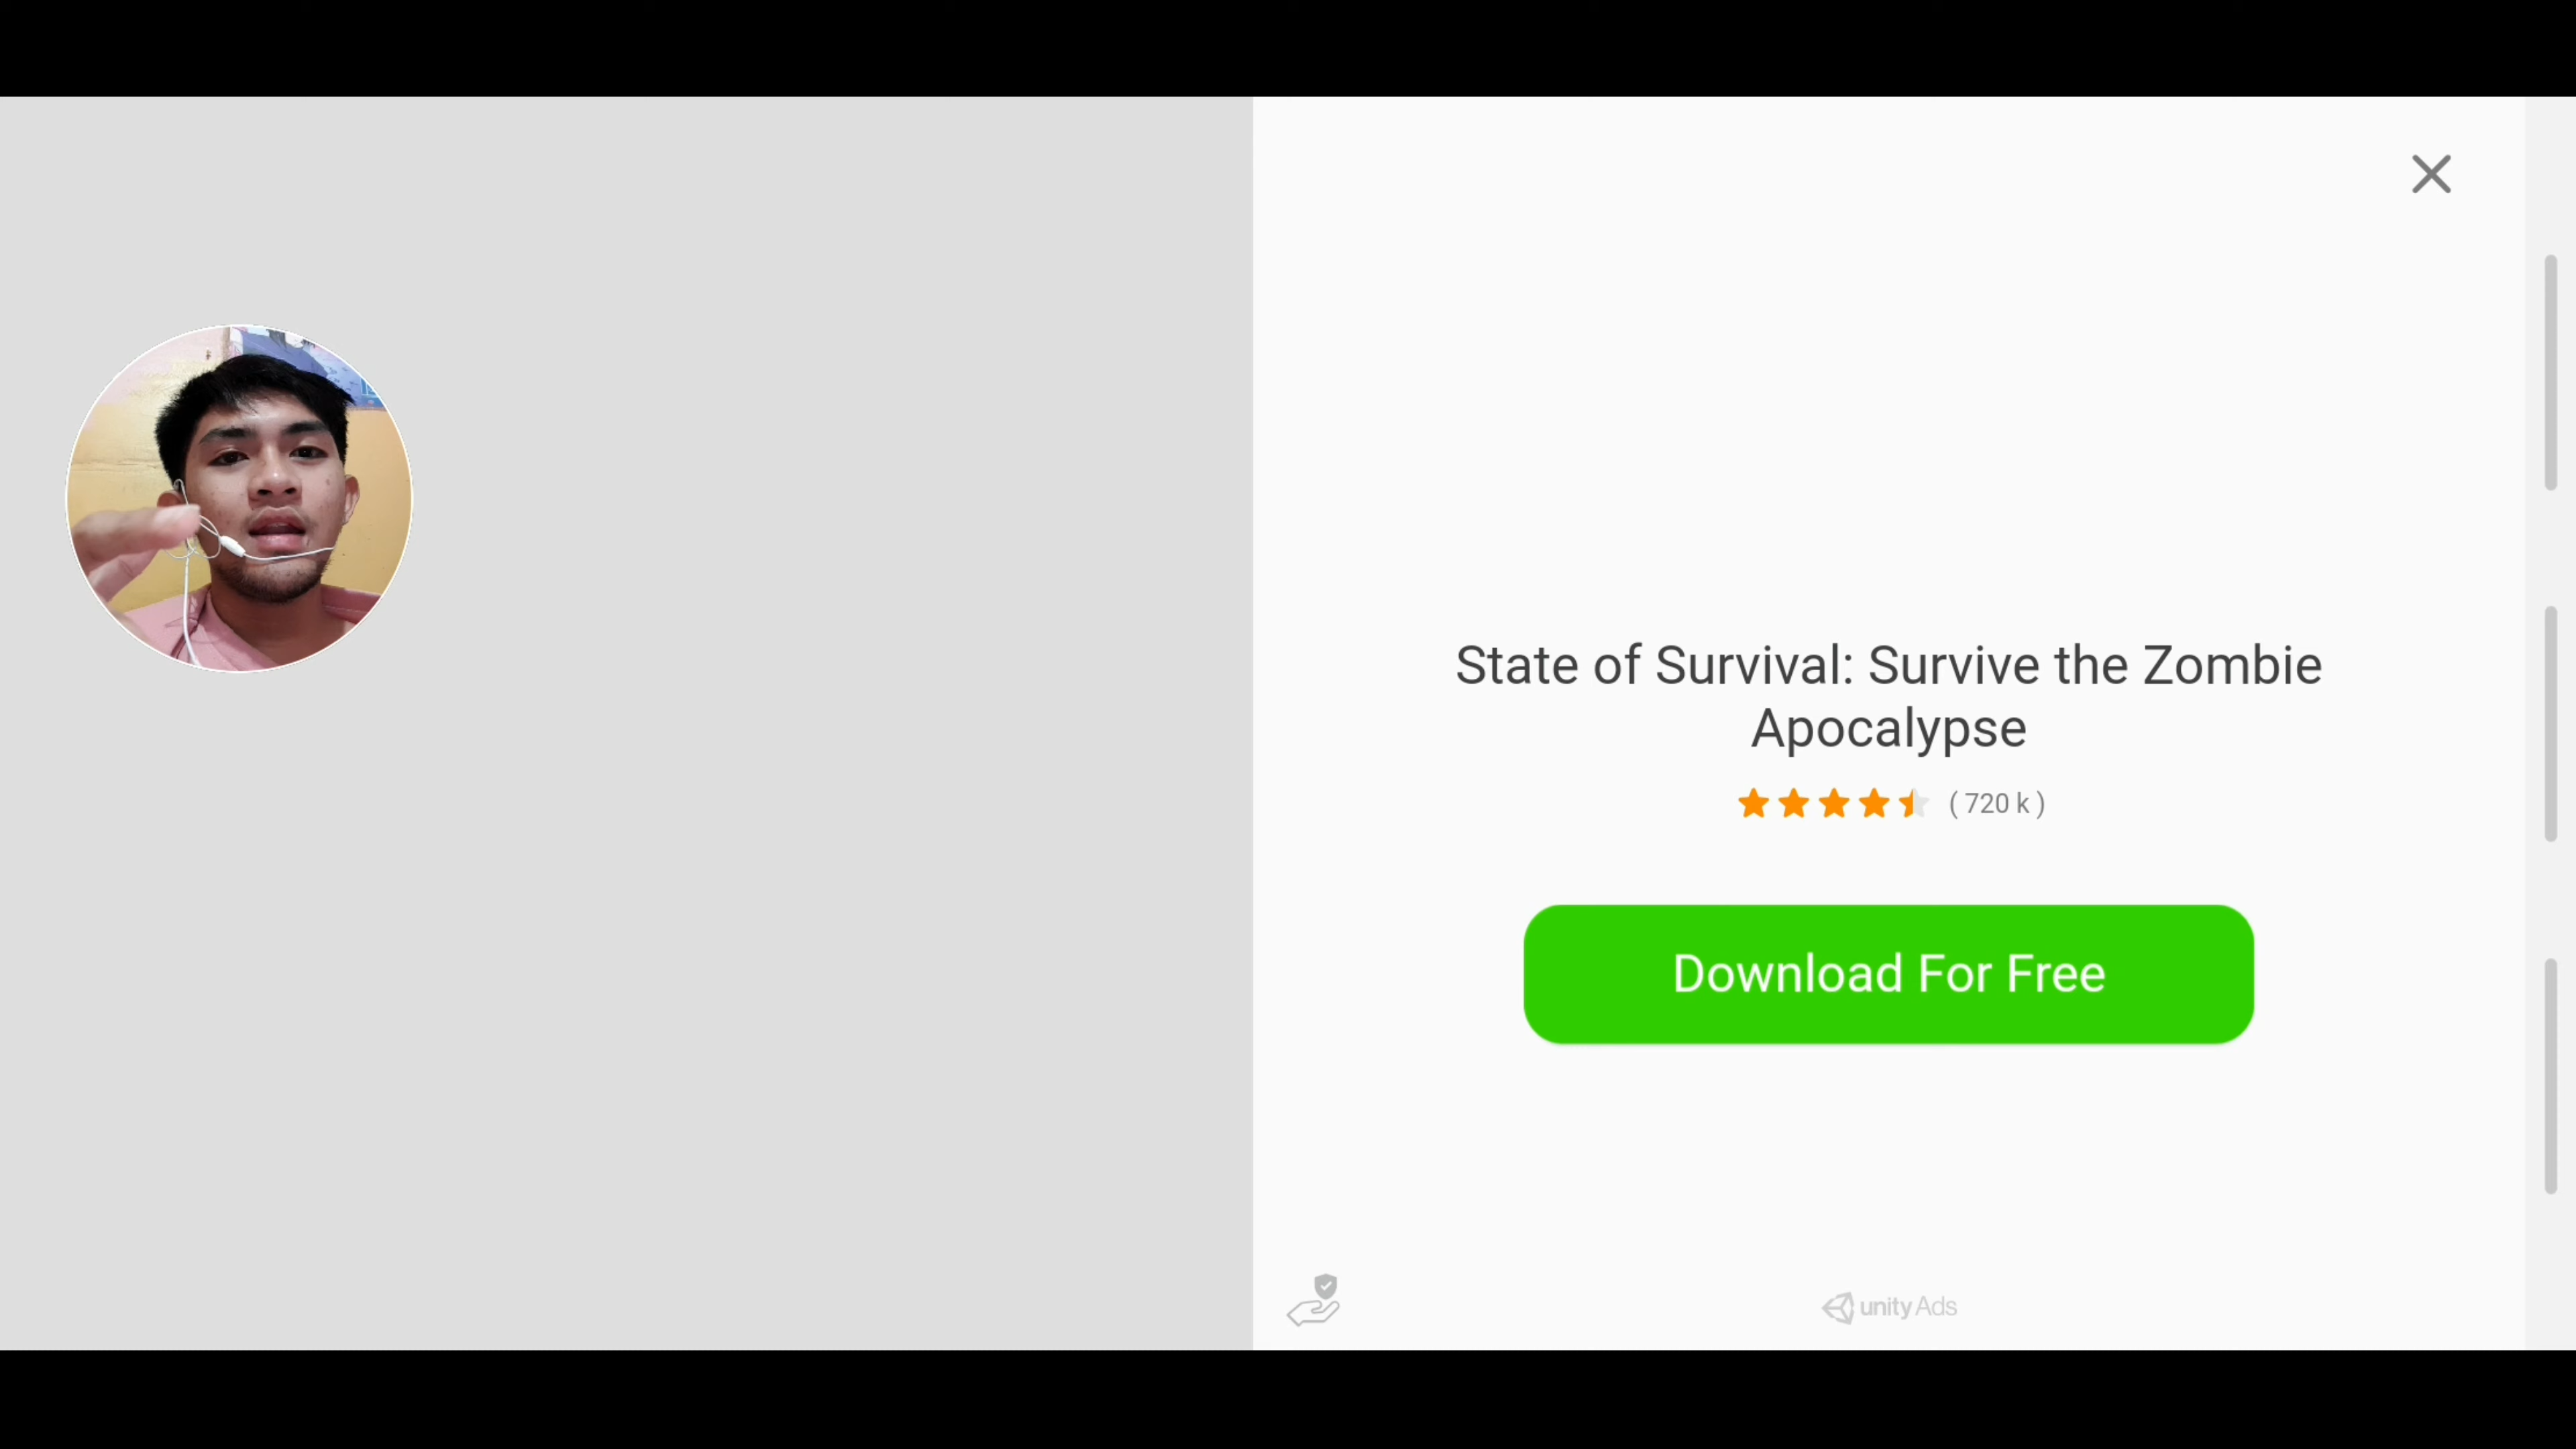 State of Survival: Survive the Zombie
Apocalypse
( 720 k )
Download For Free
unity Ads